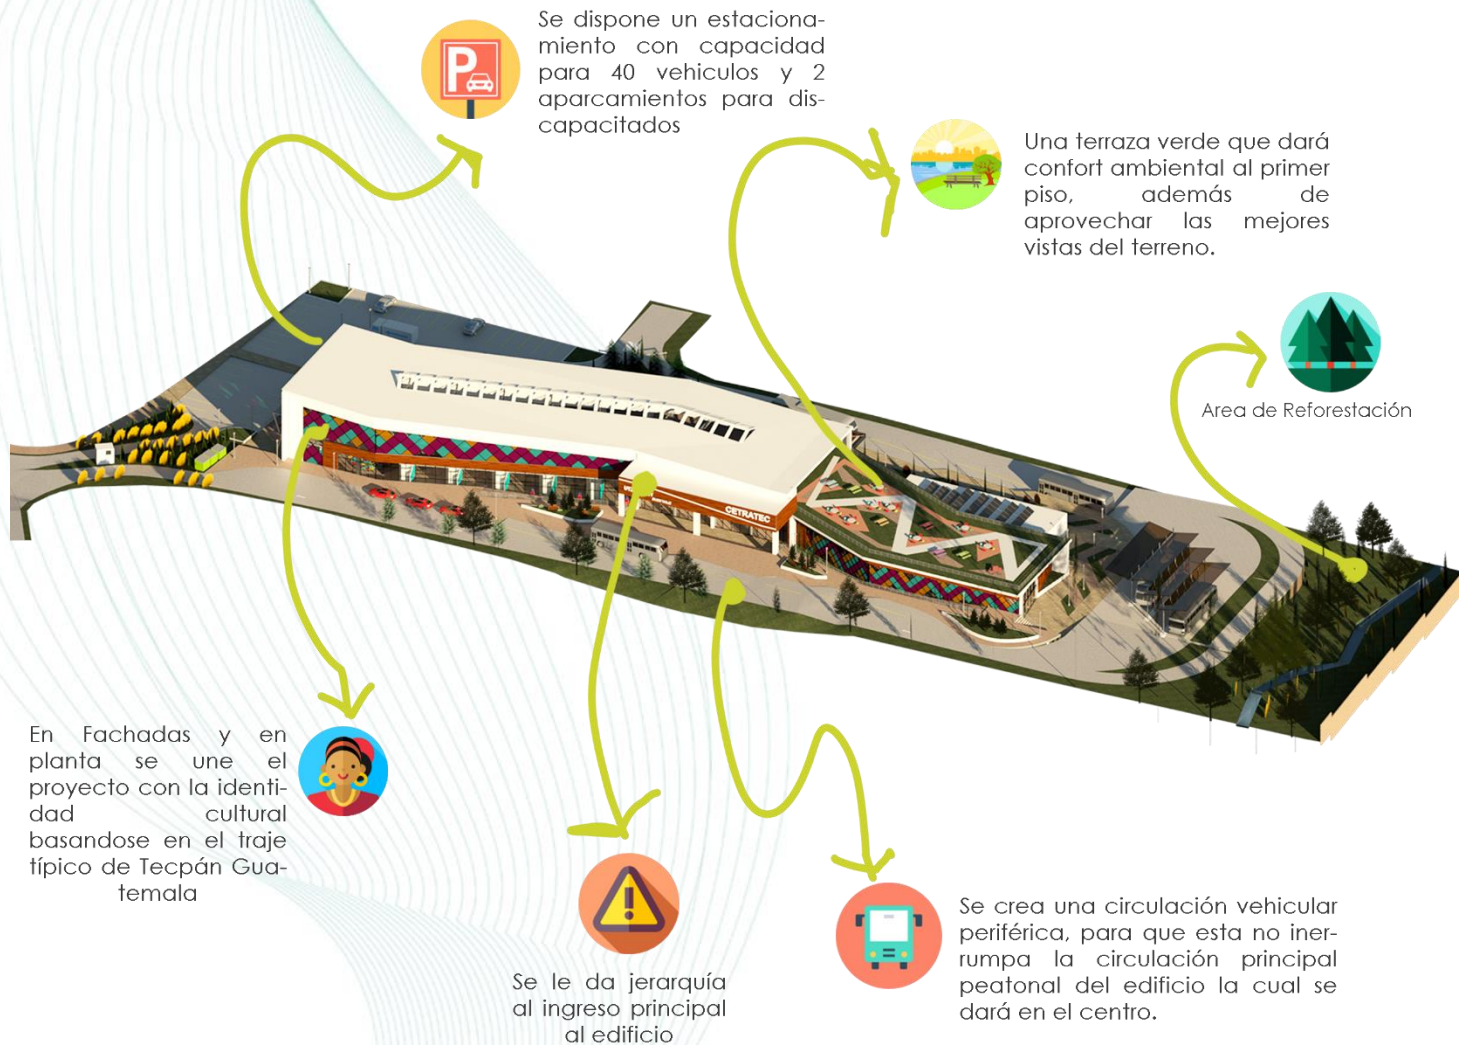 Se dispone un estaciona-
miento con capacidad
para 40 vehiculos y 2
aparcamientos para dis-
capacitados
Una terraza verde que dará
confort ambiental al primer
piso, además de
aprovechar las mejores
vistas del terreno.
Area de Reforestación
CETRATEC
En Fachadas y en
planta se une el
proyecto con la identi-
dad cultural
basandose en el traje
típico de Tecpán Gua-
temala
Se le da jerarquía
al ingreso principal
al edificio
Se crea una circulación vehicular
periférica, para que esta no iner-
rumpa la circulación principal
peatonal del edificio la cual se
dará en el centro.
P